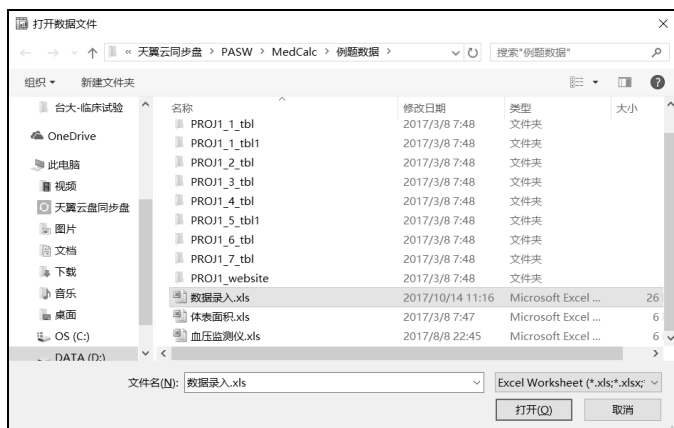 打开数据文件
« 天翼云同步盘 > PASW > MedCalc > 例题数据 >
搜索"例题数据"
组织 新建文件夹
台大-临床试验
OneDrive
此电脑
视频
天翼云盘同步盘
图片
文档
下载
音乐
桌面
OS (C:)
DATA (D:)
名称 修改日期 类型 大小
PROJ1_1_tbl 2017/3/8 7:48 文件夹
PROJ1_1_tbl1 2017/3/8 7:48 文件夹
PROJ1_2_tbl 2017/3/8 7:48 文件夹
PROJ1_3_tbl 2017/3/8 7:48 文件夹
PROJ1_4_tbl 2017/3/8 7:48 文件夹
PROJ1_5_tbl1 2017/3/8 7:48 文件夹
PROJ1_6_tbl 2017/3/8 7:48 文件夹
PROJ1_7_tbl 2017/3/8 7:48 文件夹
PROJ1_website 2017/3/8 7:48 文件夹
数据录入.xls 2017/10/14 11:16 Microsoft Excel ... 26
体表面积.xls 2017/3/8 7:47 Microsoft Excel ... 6
血压监测仪.xls 2017/8/8 22:45 Microsoft Excel ... 6
文件名(N): 数据录入.xls
Excel Worksheet (*.xls;*.xlsx;
打开(O) 取消